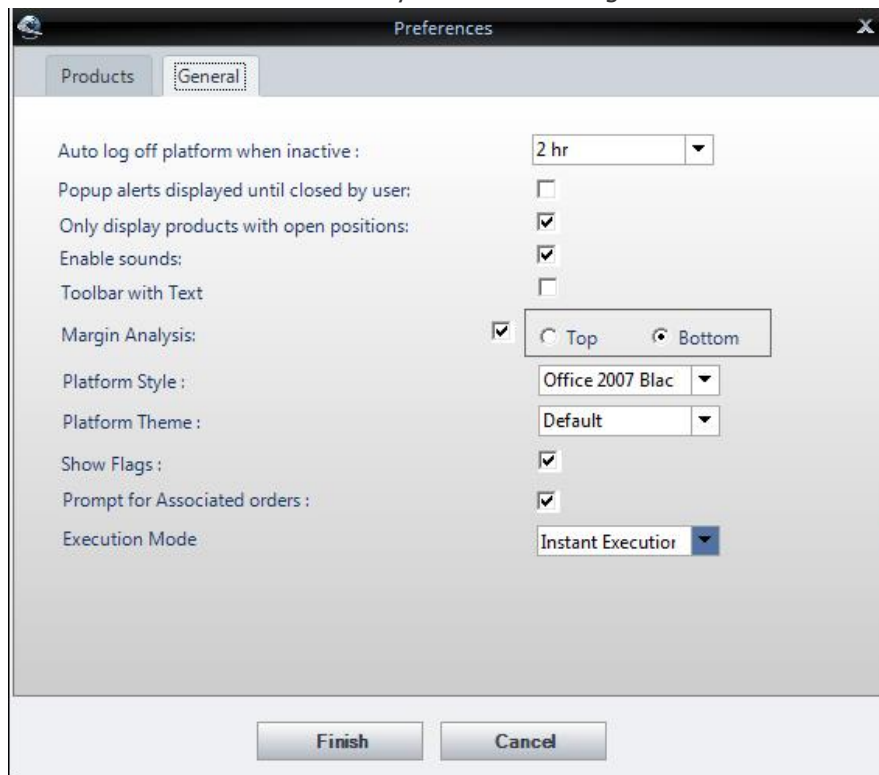 Preferences
X
Products General
Auto log off platform when inactive : 2 hr
Popup alerts displayed until closed by user:
Only display products with open positions:
Enable sounds:
Toolbar with Text
Margin Analysis: Top Bottom
Platform Style : Office 2007 Blac
Platform Theme : Default
Show Flags :
Prompt for Associated orders :
Execution Mode Instant Execution
Finish Cancel